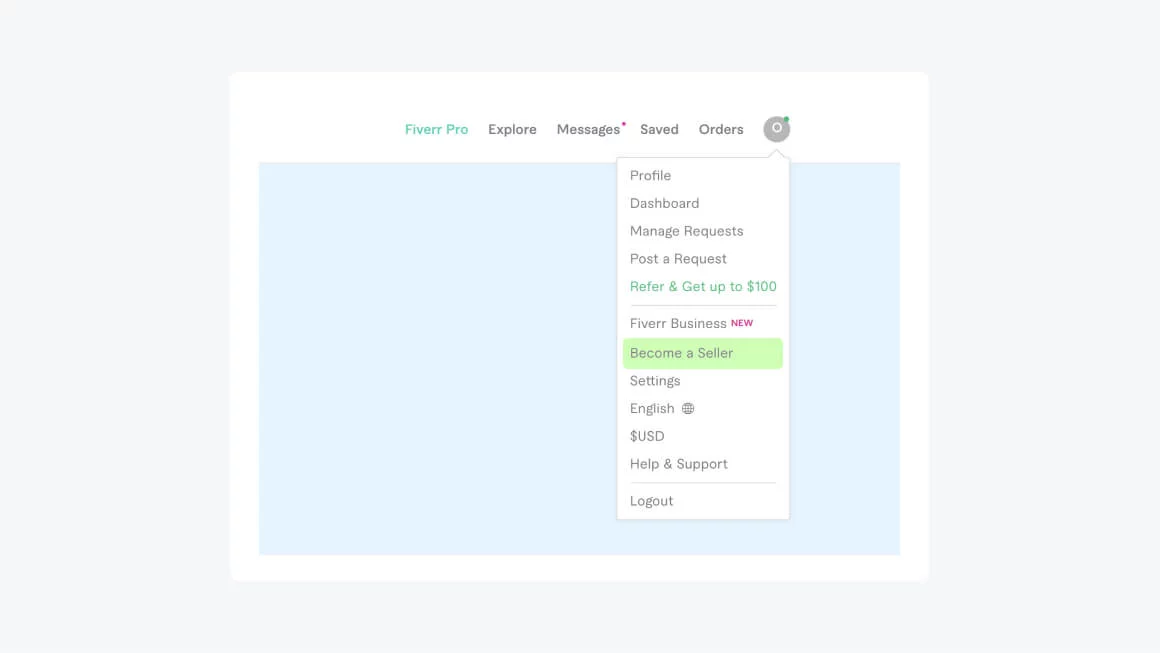 Fiverr Pro Explore Messages Saved Orders O
Profile
Dashboard
Manage Requests
Post a Request
Refer & Get up to $100
Fiverr Business NEW
Become a Seller
Settings
English
$USD
Help & Support
Logout